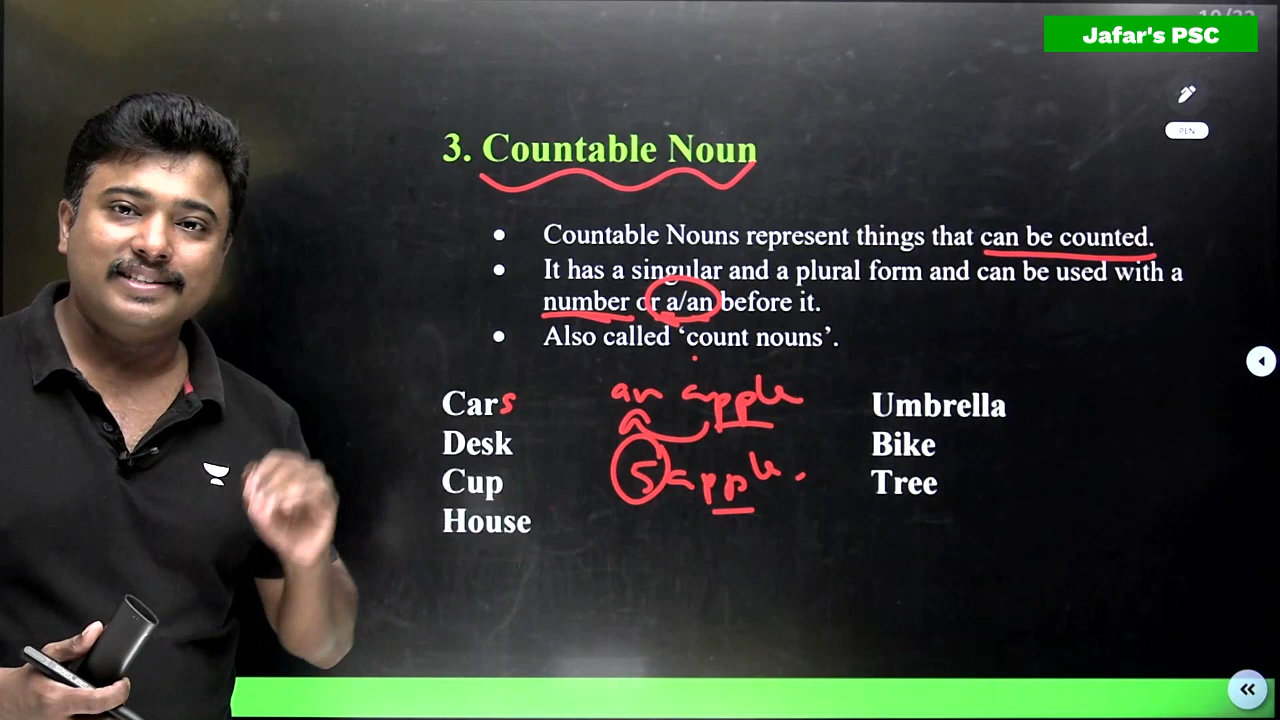 Jafar's PSC
PEN
3. Countable Noun
• Countable Nouns represent things that can be counted.
• It has a singular and a plural form and can be used with a
number or a/an before it.
• Also called ‘count nouns’.
Cars
Desk
Cup
House
an apple
a
5 apple.
Umbrella
Bike
Tree